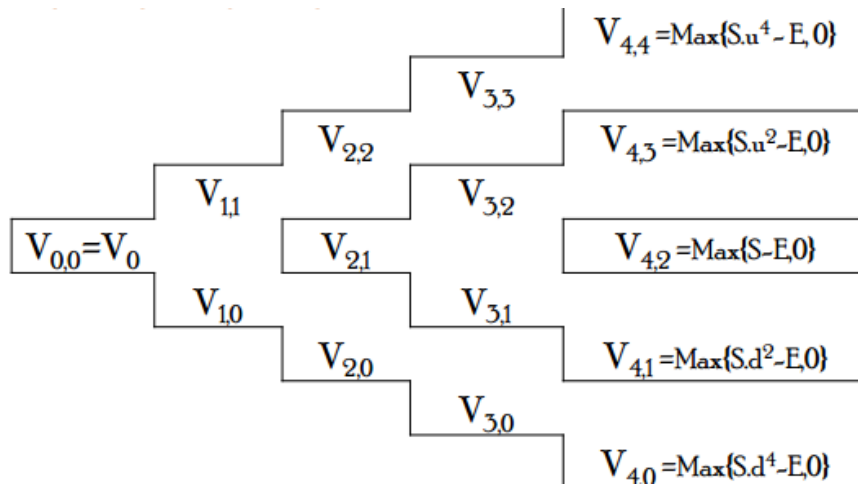 V4,4 =Max{S.u⁴-E, 0}
V3,3
V2,2
V4,3 =Max{S.u²-E,0}
V1,1
V3,2
V0,0=V0
V2,1
V4,2 =Max{S-E,0}
V1,0
V3,1
V2,0
V4,1 =Max{S.d²-E,0}
V3,0
V4,0 =Max{S.d⁴-E,0}